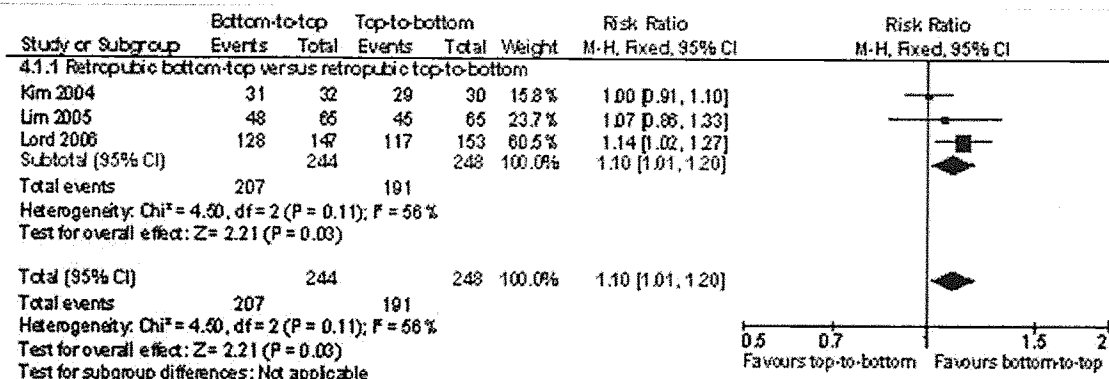 Bottom-to-top Top-to-bottom Risk Ratio Risk Ratio
Study or Subgroup Events Total Events Total Weight M-H, Fixed, 95% CI M-H, Fixed, 95% CI
4.1.1 Retropubic bottom-top versus retropubic top-to-bottom
Kim 2004 31 32 29 30 15.8% 1.00 [0.91, 1.10]
Lim 2005 48 65 45 65 23.7% 1.07 [0.86, 1.33]
Lord 2006 128 147 117 153 60.5% 1.14 [1.02, 1.27]
Subtotal (95% CI) 244 248 100.0% 1.10 [1.01, 1.20]
Total events 207 191
Heterogeneity: Chi² = 4.50, df = 2 (P = 0.11); I² = 56%
Test for overall effect: Z = 2.21 (P = 0.03)
Total (95% CI) 244 248 100.0% 1.10 [1.01, 1.20]
Total events 207 191
Heterogeneity: Chi² = 4.50, df = 2 (P = 0.11); I² = 56%
Test for overall effect: Z = 2.21 (P = 0.03)
Test for subgroup differences: Not applicable
0.5 0.7 1 1.5 2
Favours top-to-bottom Favours bottom-to-top